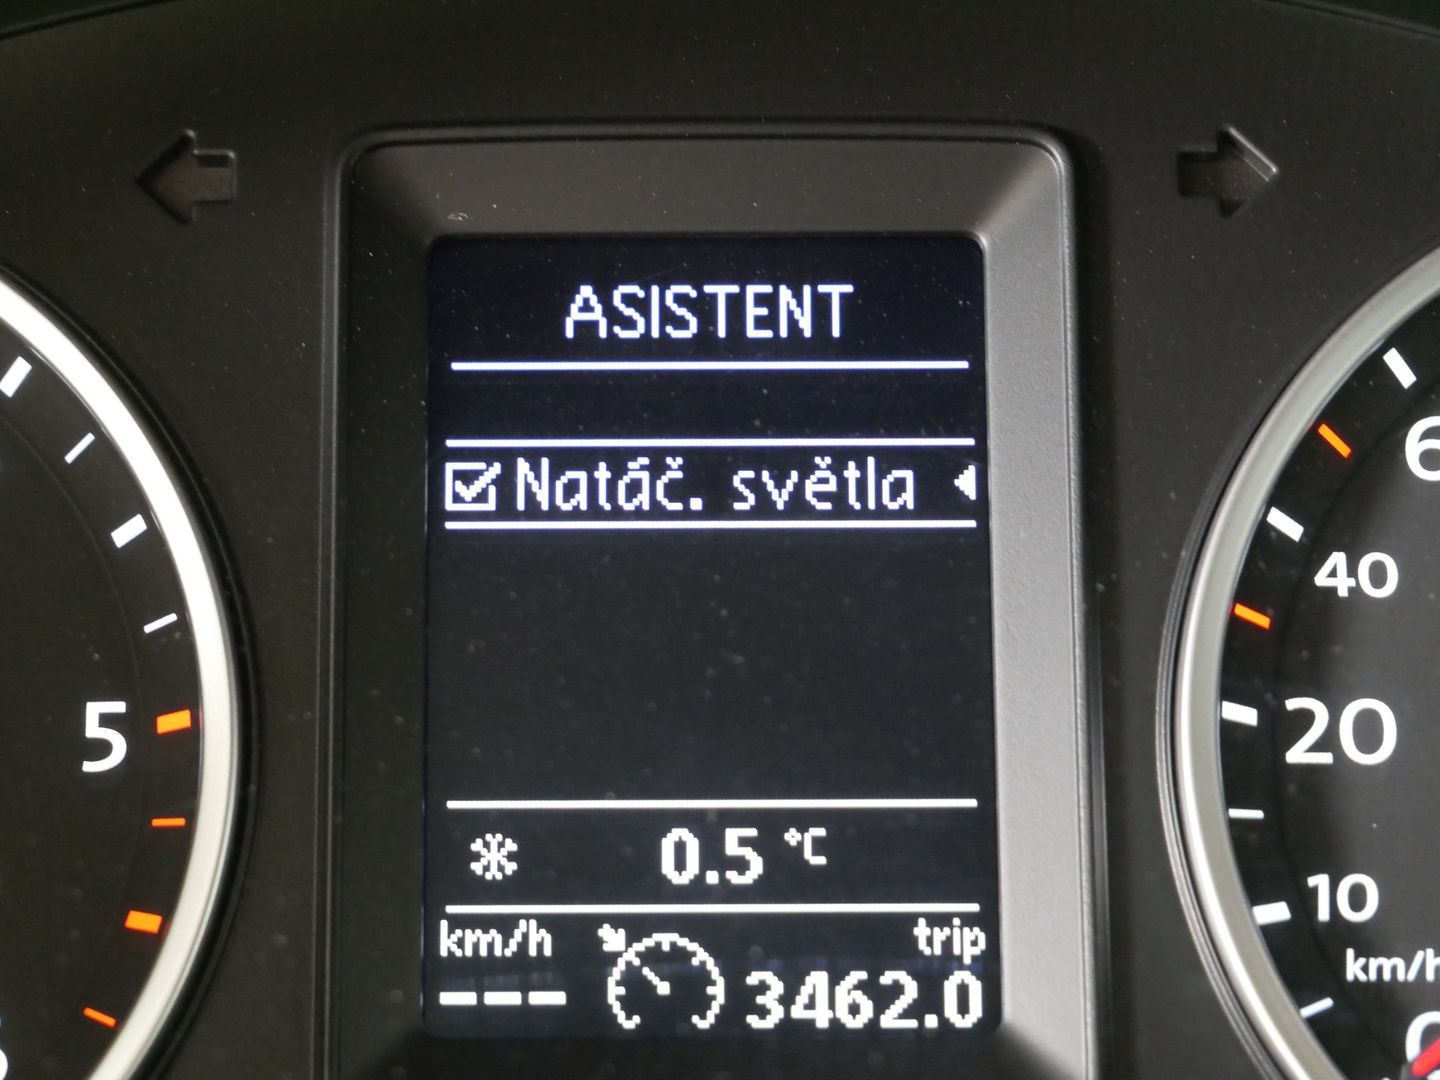 ASISTENT
Natáč. světla
0.5 °C
km/h
trip
---
3462.0
5
40
20
10
km/h